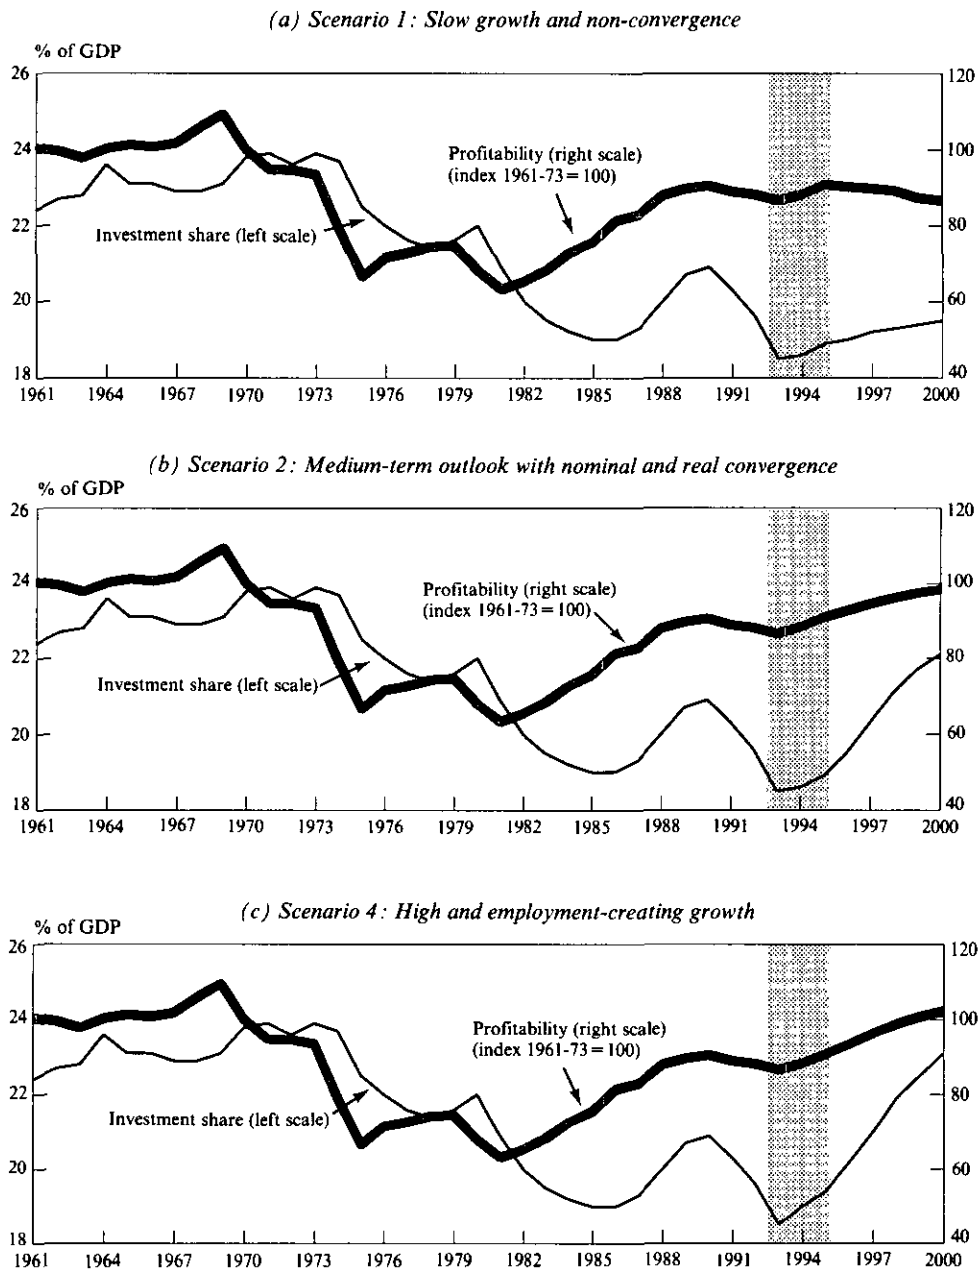 (a) Scenario 1: Slow growth and non-convergence
% of GDP
26
24
22
20
18
120
100
80
60
40
Profitability (right scale)
(index 1961-73 = 100)
Investment share (left scale)
1961 1964 1967 1970 1973 1976 1979 1982 1985 1988 1991 1994 1997 2000
(b) Scenario 2: Medium-term outlook with nominal and real convergence
% of GDP
26
24
22
20
18
120
100
80
60
40
Profitability (right scale)
(index 1961-73 = 100)
Investment share (left scale)
1961 1964 1967 1970 1973 1976 1979 1982 1985 1988 1991 1994 1997 2000
(c) Scenario 4: High and employment-creating growth
% of GDP
26
24
22
20
18
120
100
80
60
40
Profitability (right scale)
(index 1961-73 = 100)
Investment share (left scale)
1961 1964 1967 1970 1973 1976 1979 1982 1985 1988 1991 1994 1997 2000